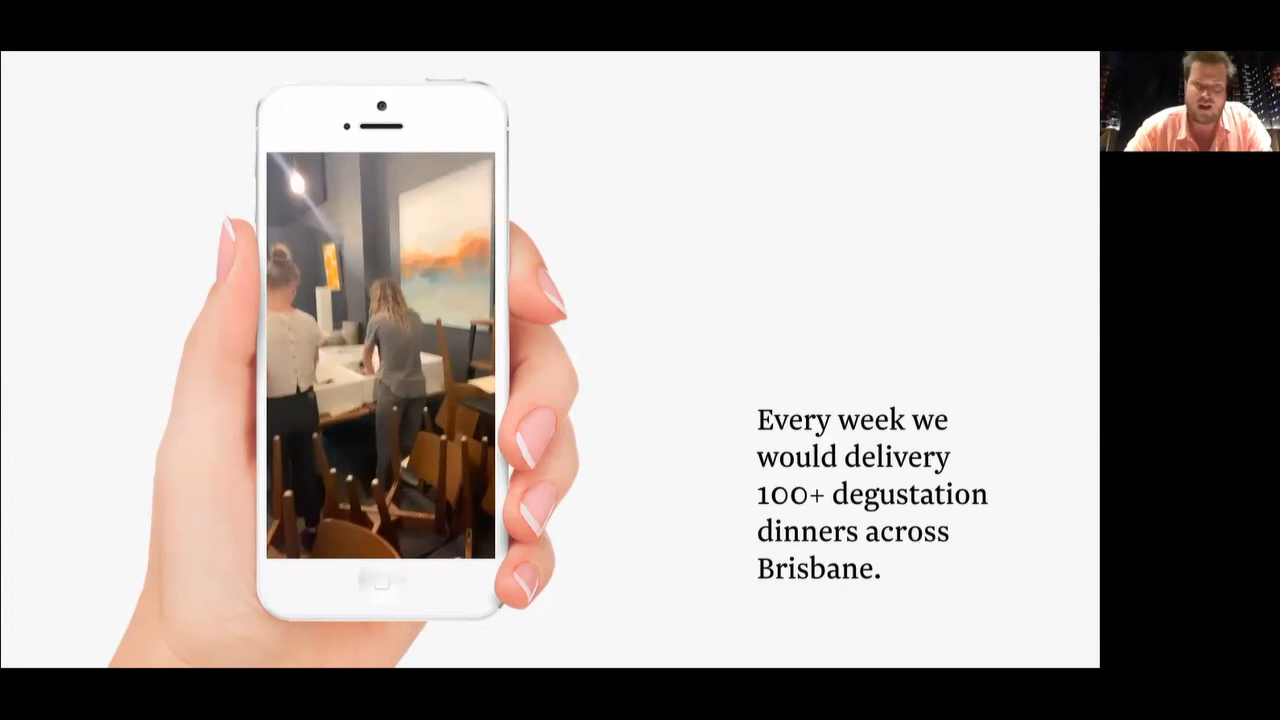 Every week we
would delivery
100+ degustation
dinners across
Brisbane.